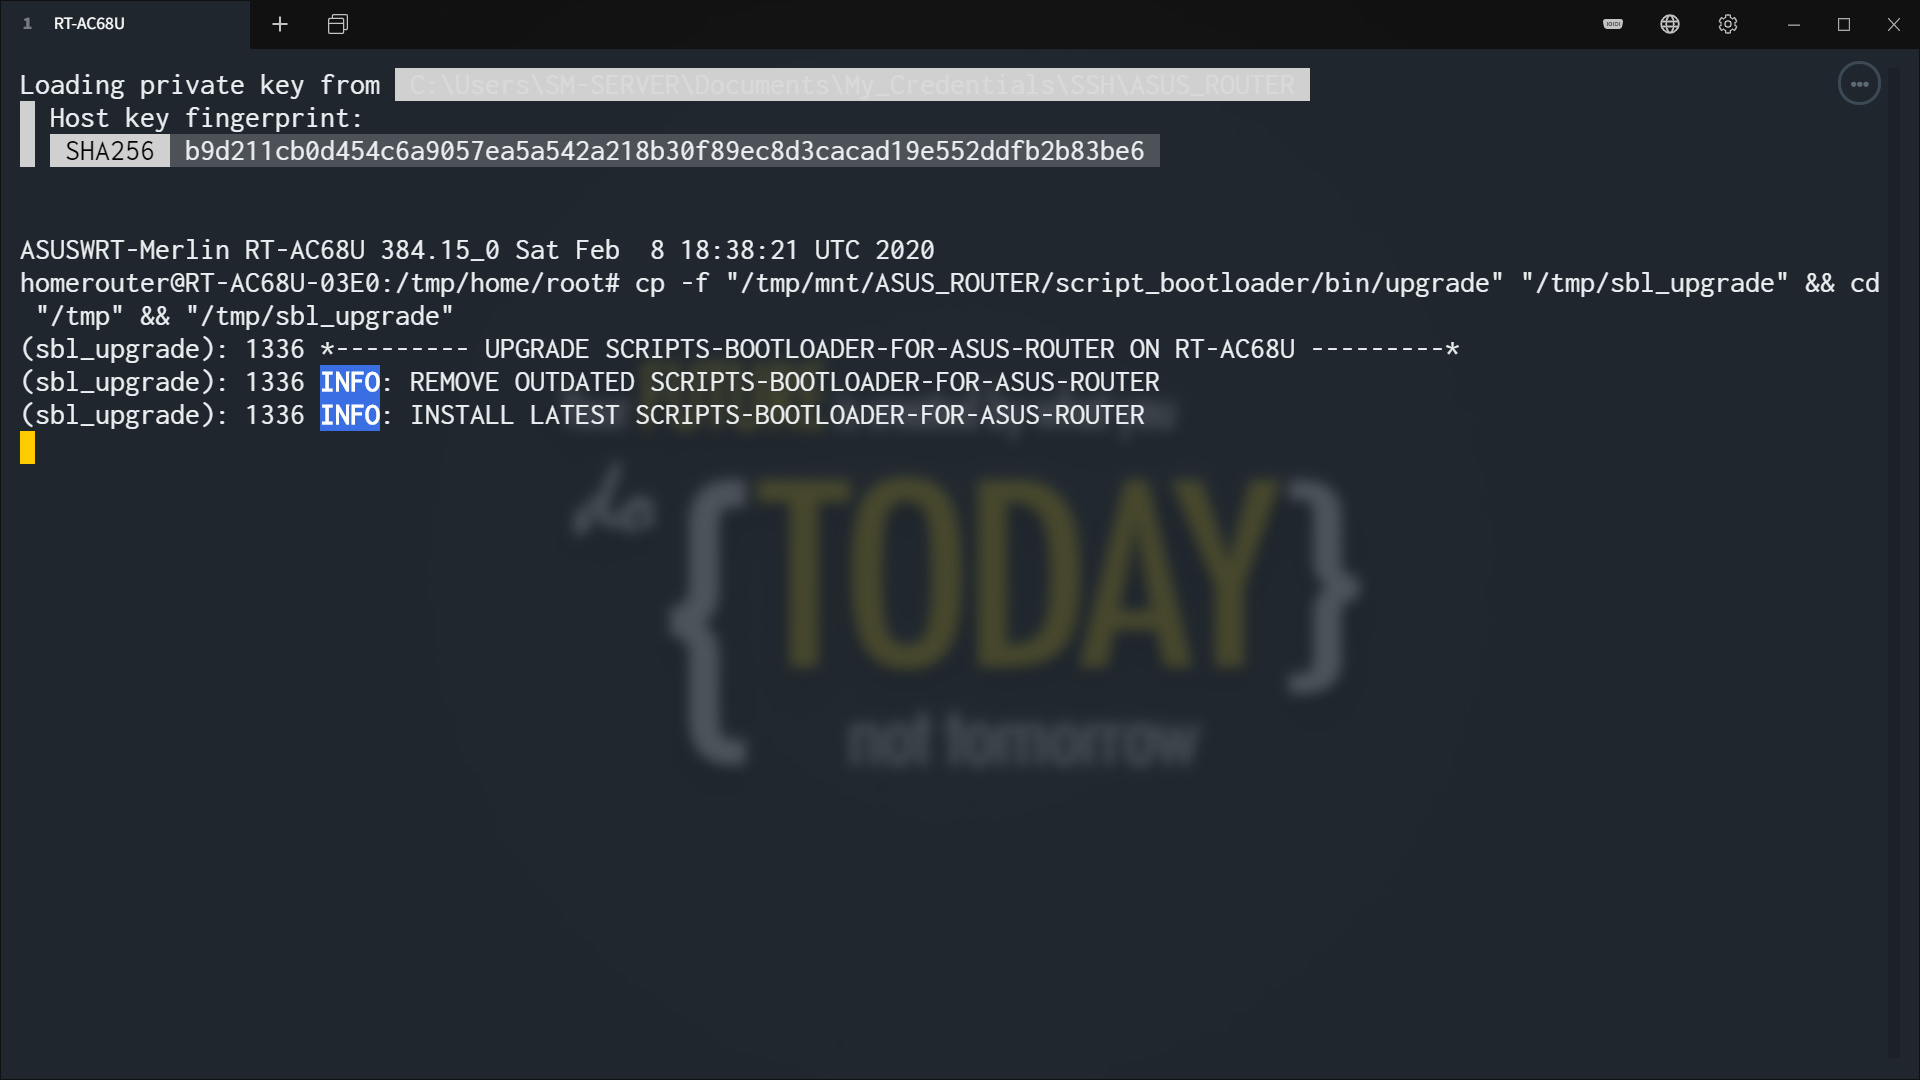 1 RT-AC68U
Loading private key from C:\Users\SM-SERVER\Documents\My_Credentials\SSH\ASUS_ROUTER
Host key fingerprint:
SHA256 b9d211cb0d454c6a9057ea5a542a218b30f89ec8d3cacad19e552ddfb2b83be6
ASUSWRT-Merlin RT-AC68U 384.15_0 Sat Feb  8 18:38:21 UTC 2020
homerouter@RT-AC68U-03E0:/tmp/home/root# cp -f "/tmp/mnt/ASUS_ROUTER/script_bootloader/bin/upgrade" "/tmp/sbl_upgrade" && cd
"/tmp" && "/tmp/sbl_upgrade"
(sbl_upgrade): 1336 *--------- UPGRADE SCRIPTS-BOOTLOADER-FOR-ASUS-ROUTER ON RT-AC68U ---------*
(sbl_upgrade): 1336 INFO: REMOVE OUTDATED SCRIPTS-BOOTLOADER-FOR-ASUS-ROUTER
(sbl_upgrade): 1336 INFO: INSTALL LATEST SCRIPTS-BOOTLOADER-FOR-ASUS-ROUTER
do {TODAY}
not tomorrow